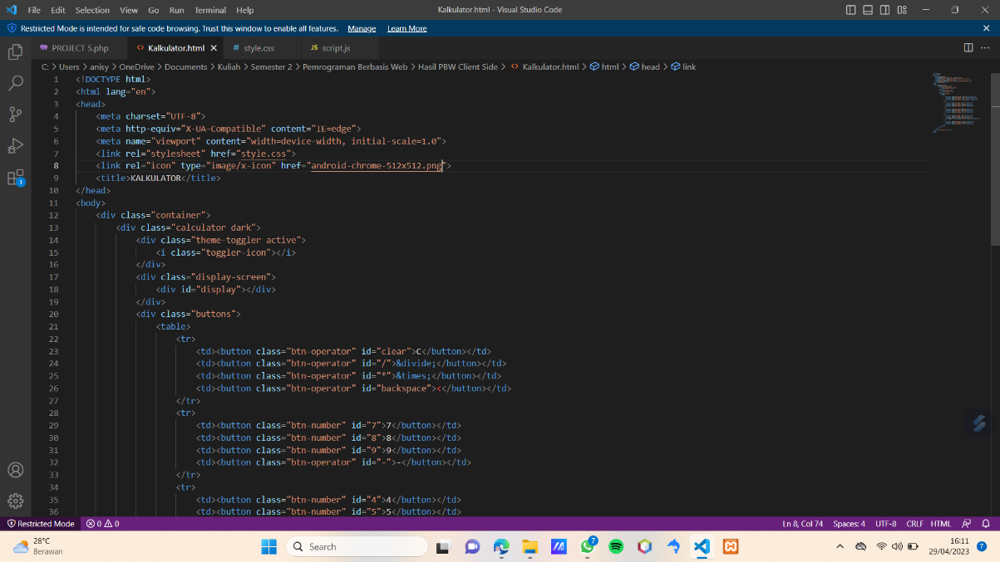 File Edit Selection View Go Run Terminal Help Kalkulator.html - Visual Studio Code
Restricted Mode is intended for safe code browsing. Trust this window to enable all features. Manage Learn More
PROJECT 5.php <> Kalkulator.html # style.css JS script.js
C: > Users > anisy > OneDrive > Documents > Kuliah > Semester 2 > Pemrograman Berbasis Web > Hasil PBW Client Side > <> Kalkulator.html > html > head > link
1 <!DOCTYPE html>
2 <html lang="en">
3 <head>
4 <meta charset="UTF-8">
5 <meta http-equiv="X-UA-Compatible" content="IE=edge">
6 <meta name="viewport" content="width=device-width, initial-scale=1.0">
7 <link rel="stylesheet" href="style.css">
8 <link rel="icon" type="image/x-icon" href="android-chrome-512x512.png">
9 <title>KALKULATOR</title>
10 </head>
11 <body>
12 <div class="container">
13 <div class="calculator dark">
14 <div class="theme-toggler active">
15 <i class="toggler-icon"></i>
16 </div>
17 <div class="display-screen">
18 <div id="display"></div>
19 </div>
20 <div class="buttons">
21 <table>
22 <tr>
23 <td><button class="btn-operator" id="clear">C</button></td>
24 <td><button class="btn-operator" id="/">&divide;</button></td>
25 <td><button class="btn-operator" id="*">&times;</button></td>
26 <td><button class="btn-operator" id="backspace"><</button></td>
27 </tr>
28 <tr>
29 <td><button class="btn-number" id="7">7</button></td>
30 <td><button class="btn-number" id="8">8</button></td>
31 <td><button class="btn-number" id="9">9</button></td>
32 <td><button class="btn-operator" id="-">-</button></td>
33 </tr>
34 <tr>
35 <td><button class="btn-number" id="4">4</button></td>
36 <td><button class="btn-number" id="5">5</button></td>
1
Restricted Mode 0 0 Ln 8, Col 74 Spaces: 4 UTF-8 CRLF HTML
28°C
Berawan
Search
7
16:11
29/04/2023
7